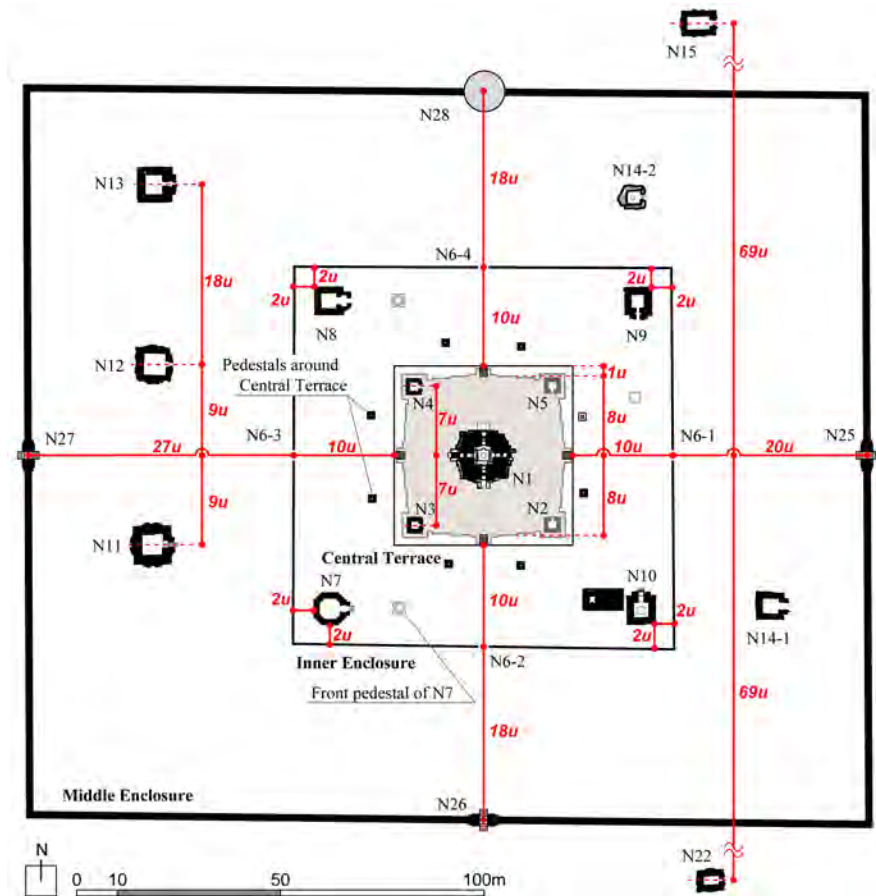 N15
N28
N14-2
N13
18u
69u
N6-4
18u
2u
2u
2u
2u
N8
10u
N9
N12
Pedestals around
Central Terrace
1u
N4
N5
7u
8u
9u
N27
N6-3
N6-1
N25
27u
10u
10u
20u
N1
9u
7u
8u
N3
N2
N11
Central Terrace
N7
N10
2u
10u
2u
N14-1
2u
2u
Inner Enclosure
N6-2
Front pedestal of N7
69u
18u
Middle Enclosure
N26
N
N22
0 10 50 100m